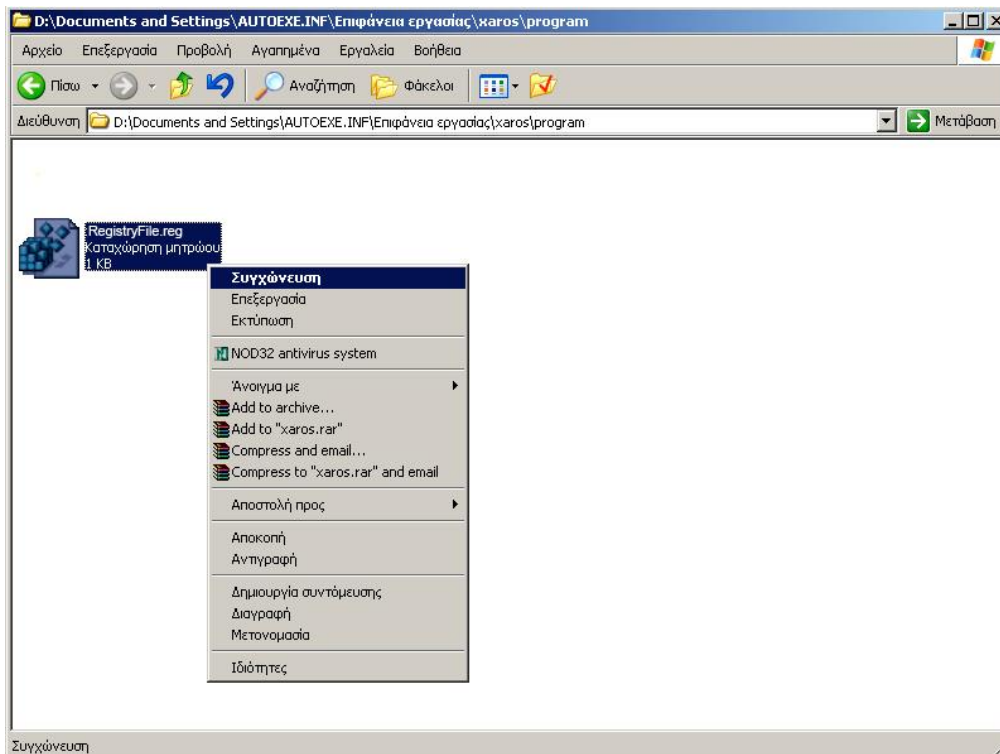 D:\Documents and Settings\AUTOEXE.INF\Επιφάνεια εργασίας\xaros\program
Αρχείο Επεξεργασία Προβολή Αγαπημένα Εργαλεία Βοήθεια
Πίσω Αναζήτηση Φάκελοι
Διεύθυνση D:\Documents and Settings\AUTOEXE.INF\Επιφάνεια εργασίας\xaros\program Μετάβαση
RegistryFile.reg
Καταχώρηση μητρώου
1 KB
Συγχώνευση
Επεξεργασία
Εκτύπωση
NOD32 antivirus system
Άνοιγμα με
Add to archive...
Add to "xaros.rar"
Compress and email...
Compress to "xaros.rar" and email
Αποστολή προς
Αποκοπή
Αντιγραφή
Δημιουργία συντόμευσης
Διαγραφή
Μετονομασία
Ιδιότητες
Συγχώνευση